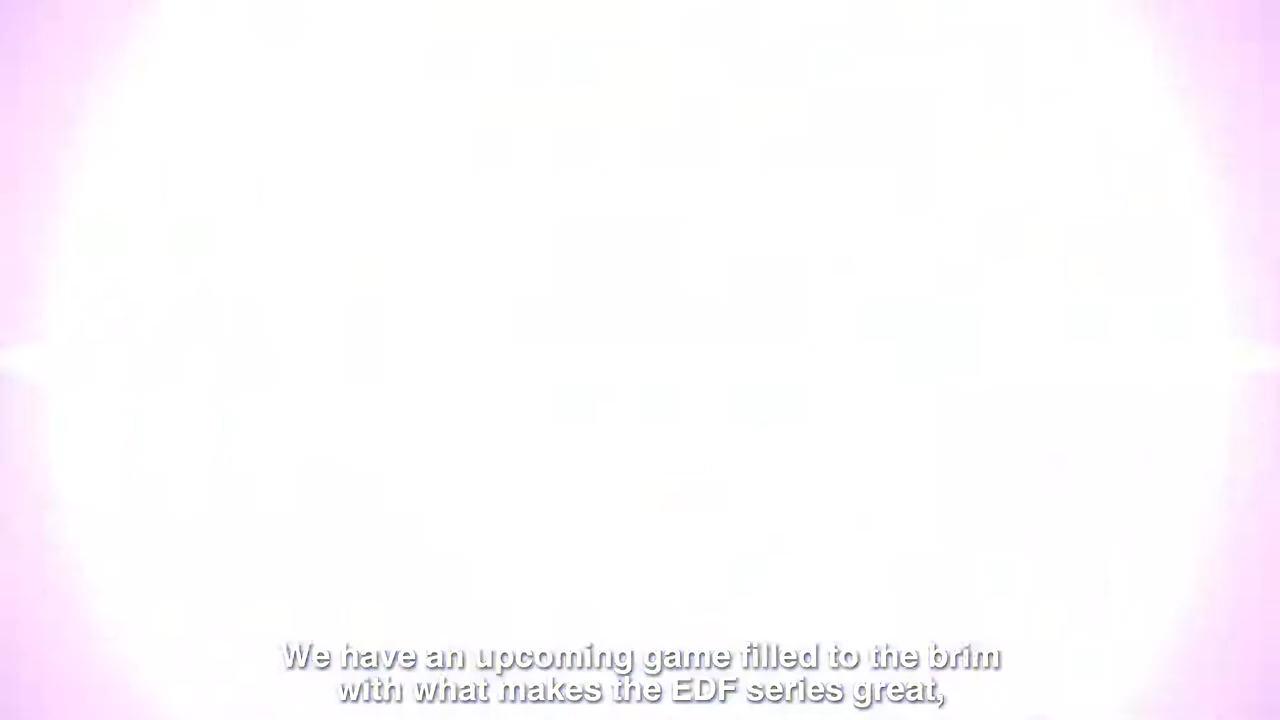 We have an upcoming game filled to the brim
with what makes the EDF series great,